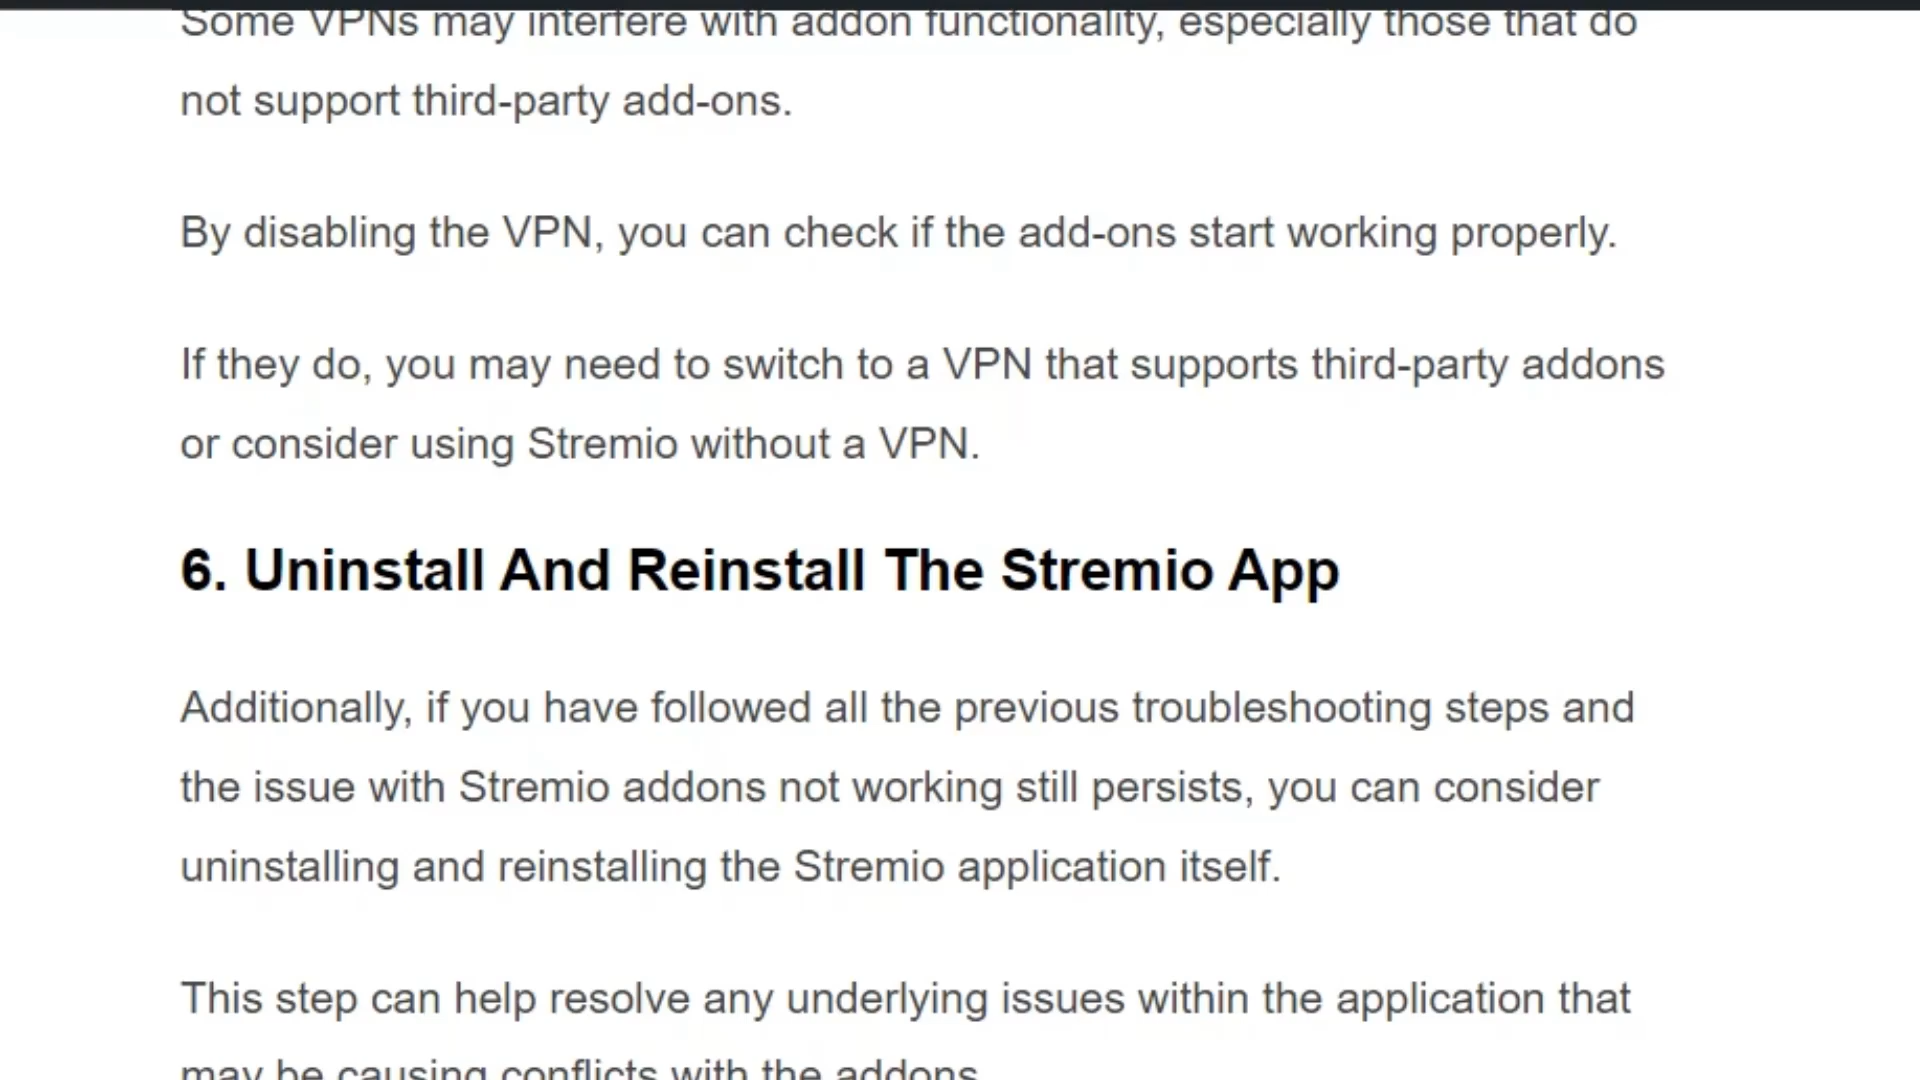 Some VPNs may interfere with addon functionality, especially those that do
not support third-party add-ons.
By disabling the VPN, you can check if the add-ons start working properly.
If they do, you may need to switch to a VPN that supports third-party addons
or consider using Stremio without a VPN.
6. Uninstall And Reinstall The Stremio App
Additionally, if you have followed all the previous troubleshooting steps and
the issue with Stremio addons not working still persists, you can consider
uninstalling and reinstalling the Stremio application itself.
This step can help resolve any underlying issues within the application that
may be causing conflicts with the addons.